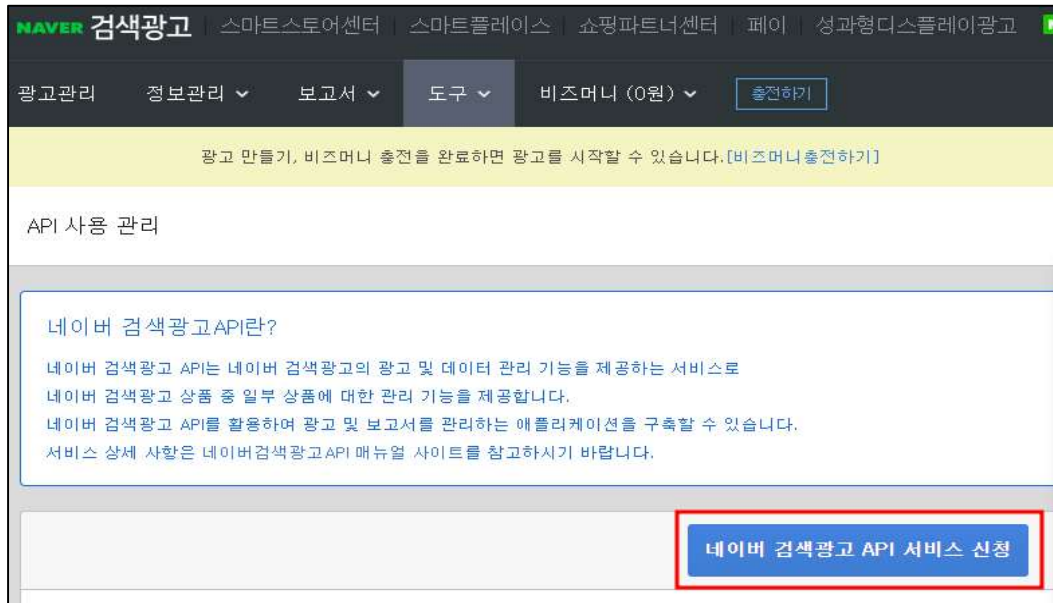 NAVER 검색광고 스마트스토어센터 스마트플레이스 쇼핑파트너센터 페이 성과형디스플레이광고
광고관리 정보관리 보고서 도구 비즈머니 (0원) 충전하기
광고 만들기, 비즈머니 충전을 완료하면 광고를 시작할 수 있습니다.[비즈머니충전하기]
API 사용 관리
네이버 검색광고API란?
네이버 검색광고 API는 네이버 검색광고의 광고 및 데이터 관리 기능을 제공하는 서비스로
네이버 검색광고 상품 중 일부 상품에 대한 관리 기능을 제공합니다.
네이버 검색광고 API를 활용하여 광고 및 보고서를 관리하는 애플리케이션을 구축할 수 있습니다.
서비스 상세 사항은 네이버검색광고API 매뉴얼 사이트를 참고하시기 바랍니다.
네이버 검색광고 API 서비스 신청